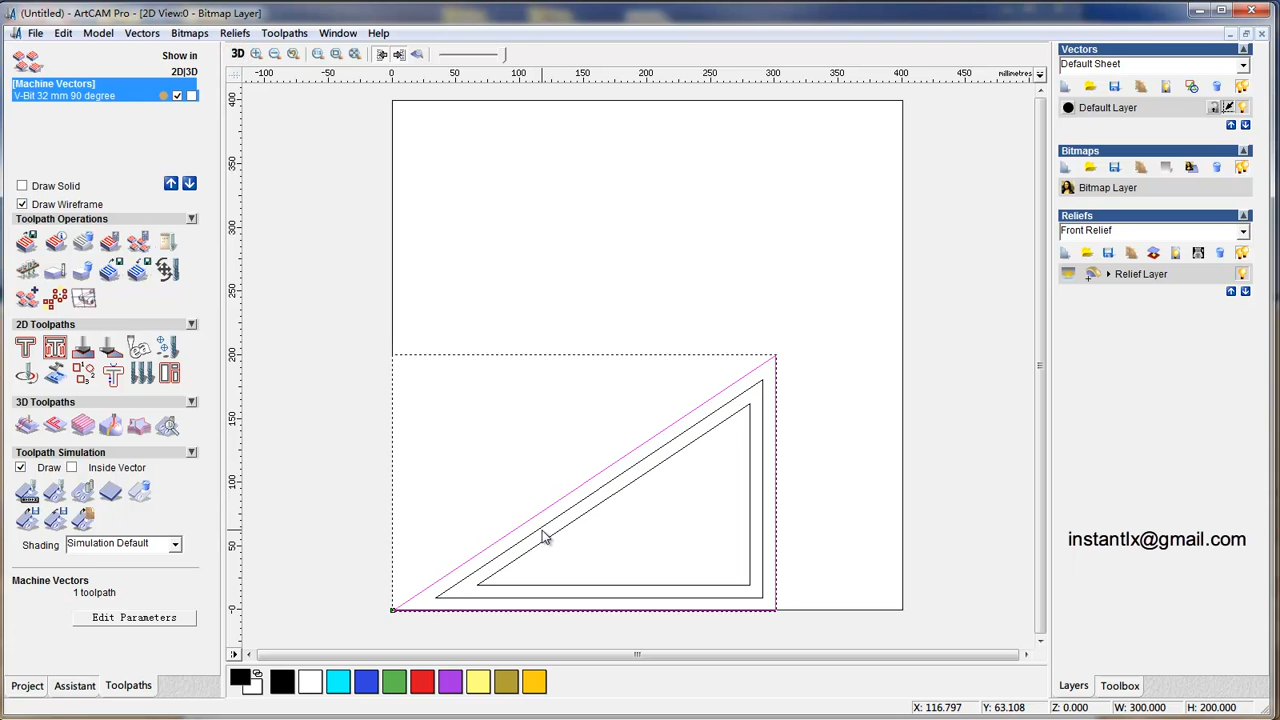 (Untitled) - ArtCAM Pro - [2D View:0 - Bitmap Layer]
File Edit Model Vectors Bitmaps Reliefs Toolpaths Window Help
Show in
2D|3D
[Machine Vectors]
V-Bit 32 mm 90 degree
Draw Solid
Draw Wireframe
Toolpath Operations
2D Toolpaths
3D Toolpaths
Toolpath Simulation
Draw Inside Vector
Shading Simulation Default
Machine Vectors
1 toolpath
Edit Parameters
Project Assistant Toolpaths
3D
-100 -50 0 50 100 150 200 250 300 350 400 450 millimetres
400
350
300
250
200
150
100
50
-0
Vectors
Default Sheet
Default Layer
Bitmaps
Bitmap Layer
Reliefs
Front Relief
Relief Layer
instantlx@gmail.com
Layers Toolbox
X: 116.797 Y: 63.108 Z: 0.000 W: 300.000 H: 200.000